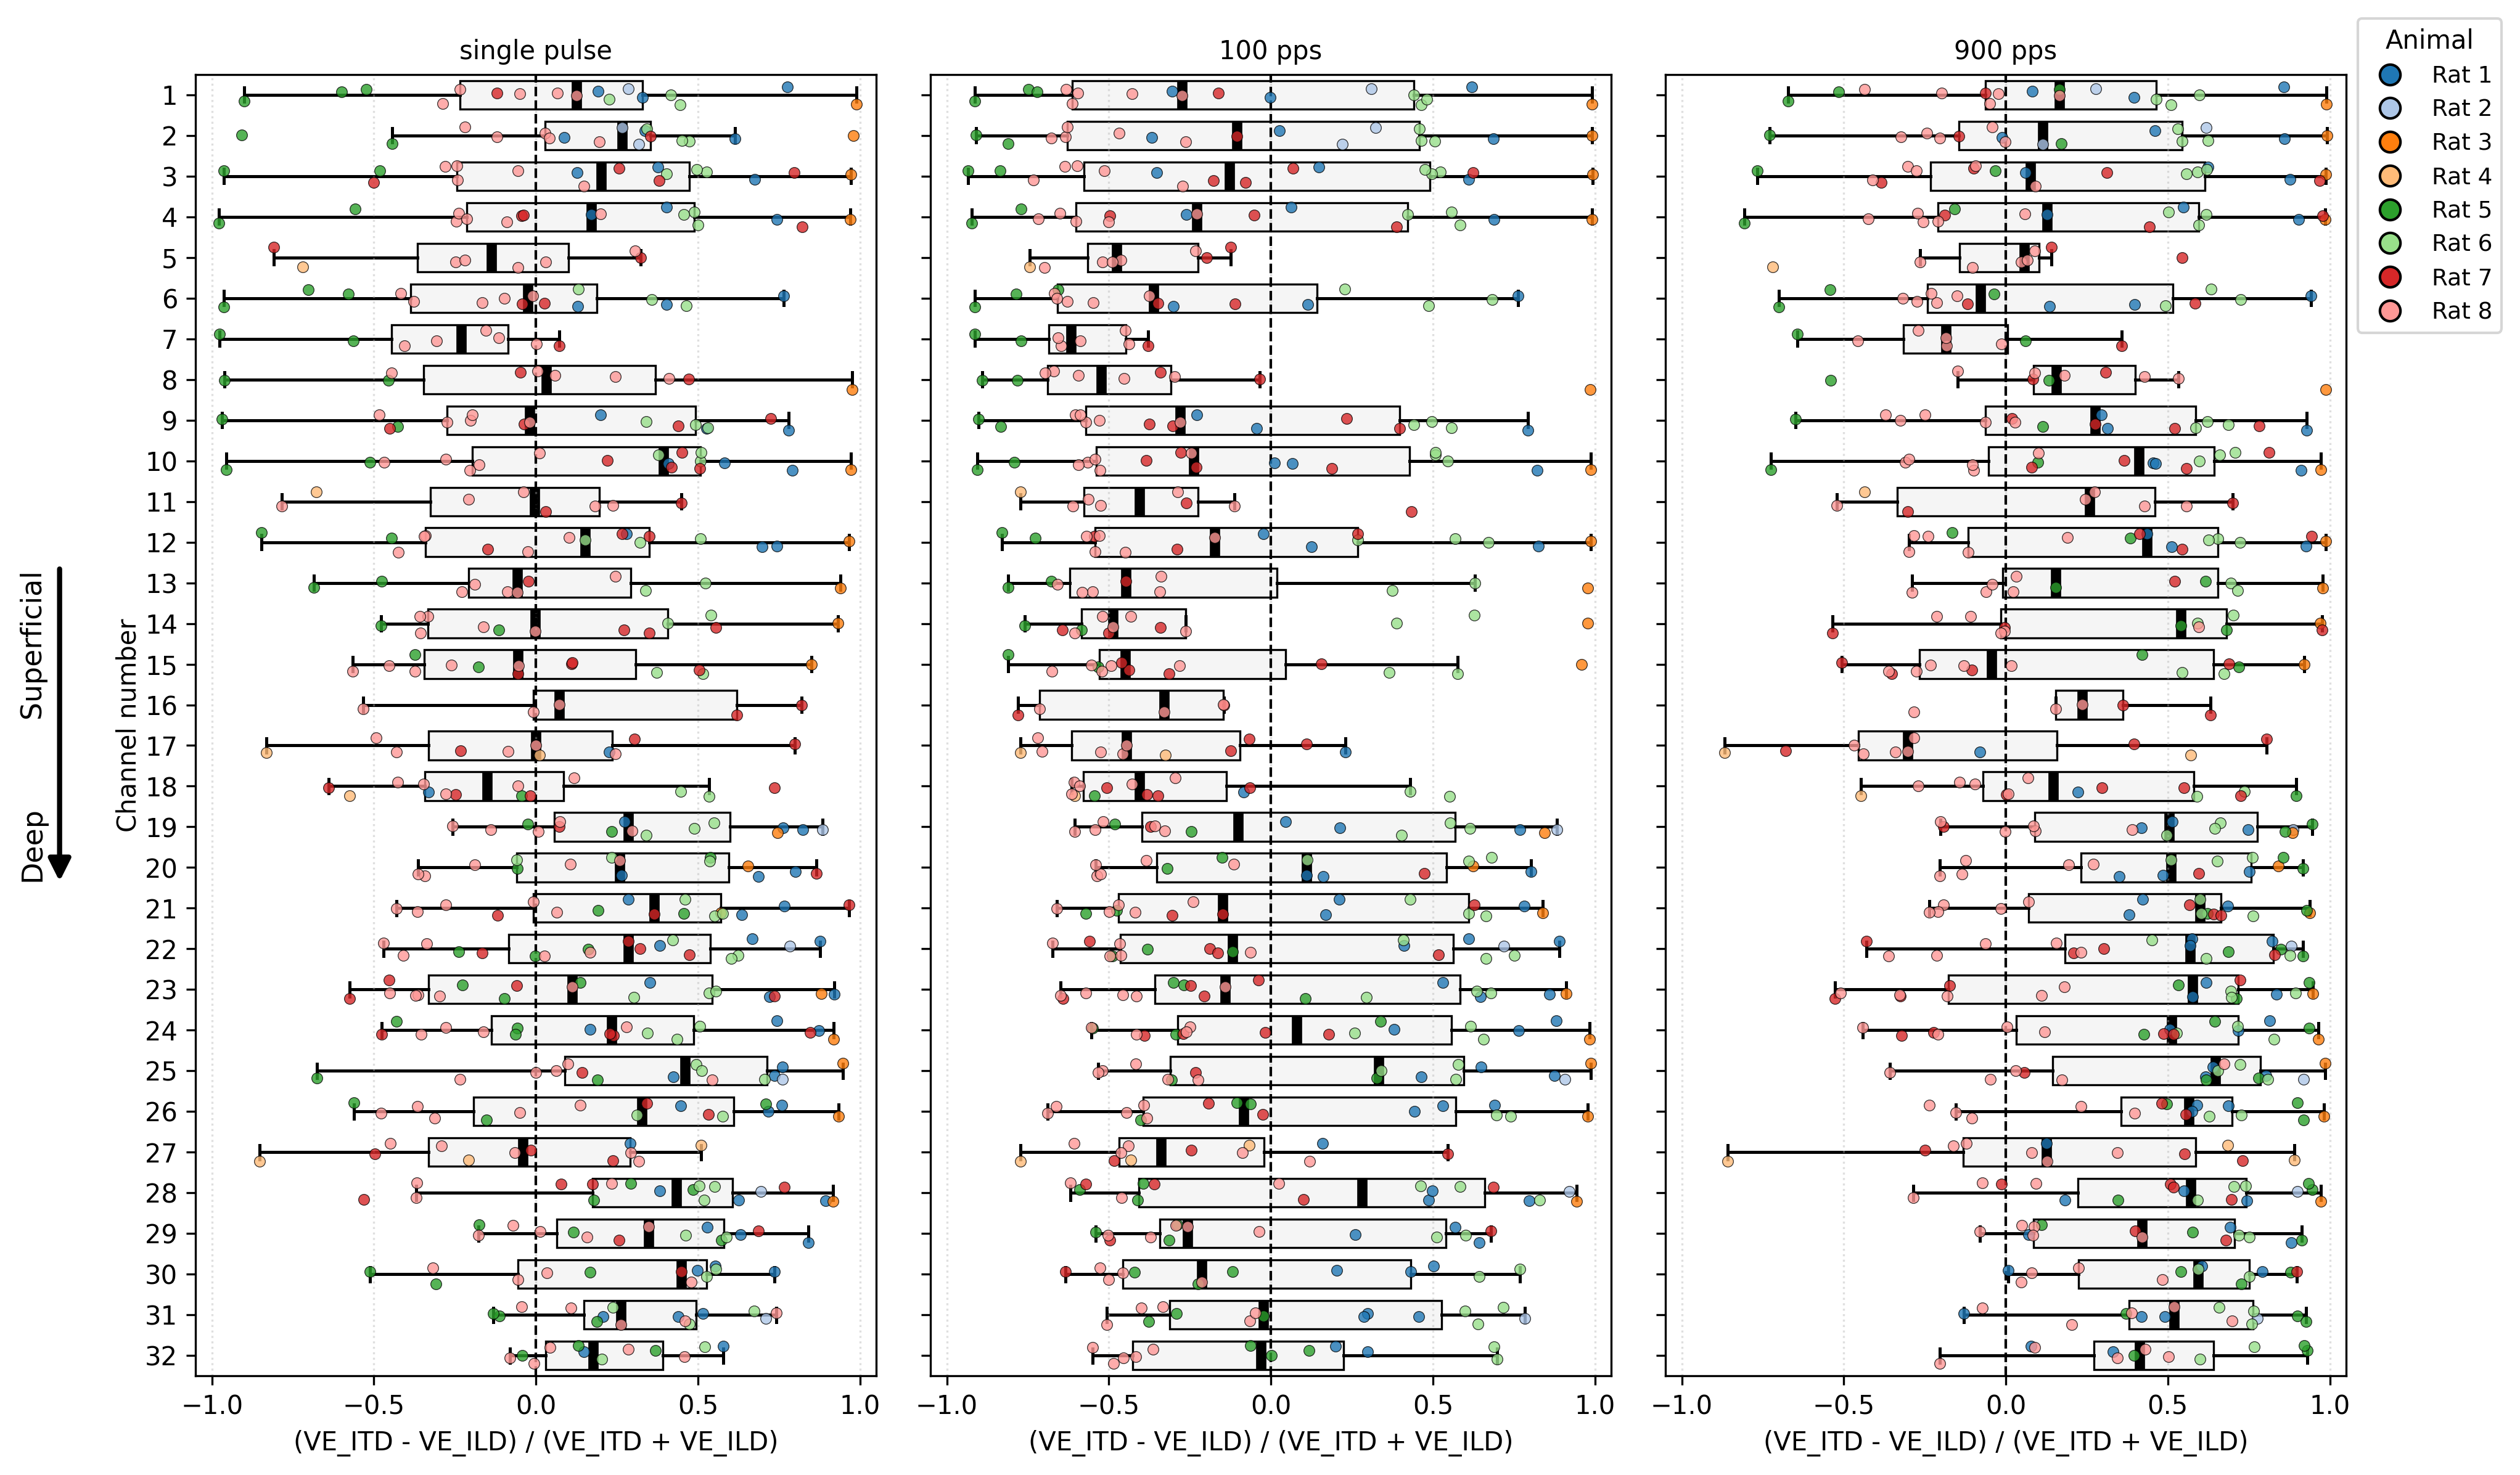 single pulse
100 pps
900 pps
Animal
Rat 1
Rat 2
Rat 3
Rat 4
Rat 5
Rat 6
Rat 7
Rat 8
Superficial
Deep
Channel number
1
2
3
4
5
6
7
8
9
10
11
12
13
14
15
16
17
18
19
20
21
22
23
24
25
26
27
28
29
30
31
32
−1.0 −0.5 0.0 0.5 1.0
−1.0 −0.5 0.0 0.5 1.0
−1.0 −0.5 0.0 0.5 1.0
(VE_ITD - VE_ILD) / (VE_ITD + VE_ILD)
(VE_ITD - VE_ILD) / (VE_ITD + VE_ILD)
(VE_ITD - VE_ILD) / (VE_ITD + VE_ILD)